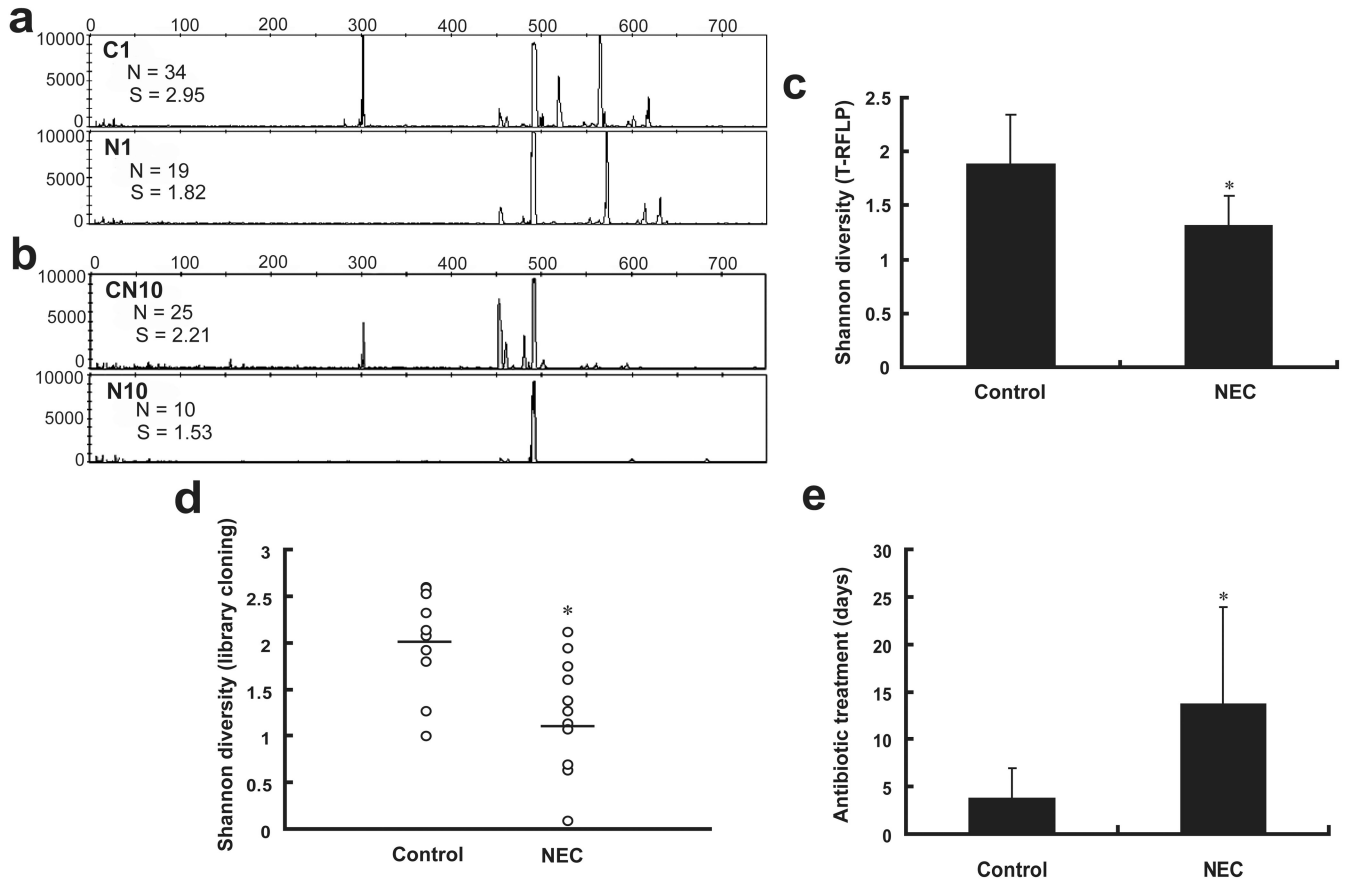 a
0 100 200 300 400 500 600 700
10000
5000
0
C1
N = 34
S = 2.95
10000
5000
0
N1
N = 19
S = 1.82
b
0 100 200 300 400 500 600 700
10000
5000
0
CN10
N = 25
S = 2.21
10000
5000
0
N10
N = 10
S = 1.53
c
Shannon diversity (T-RFLP)
2.5
2
1.5
1
0.5
0
*
Control NEC
d
Shannon diversity (library cloning)
3
2.5
2
1.5
1
0.5
0
*
Control NEC
e
Antibiotic treatment (days)
30
25
20
15
10
5
0
*
Control NEC